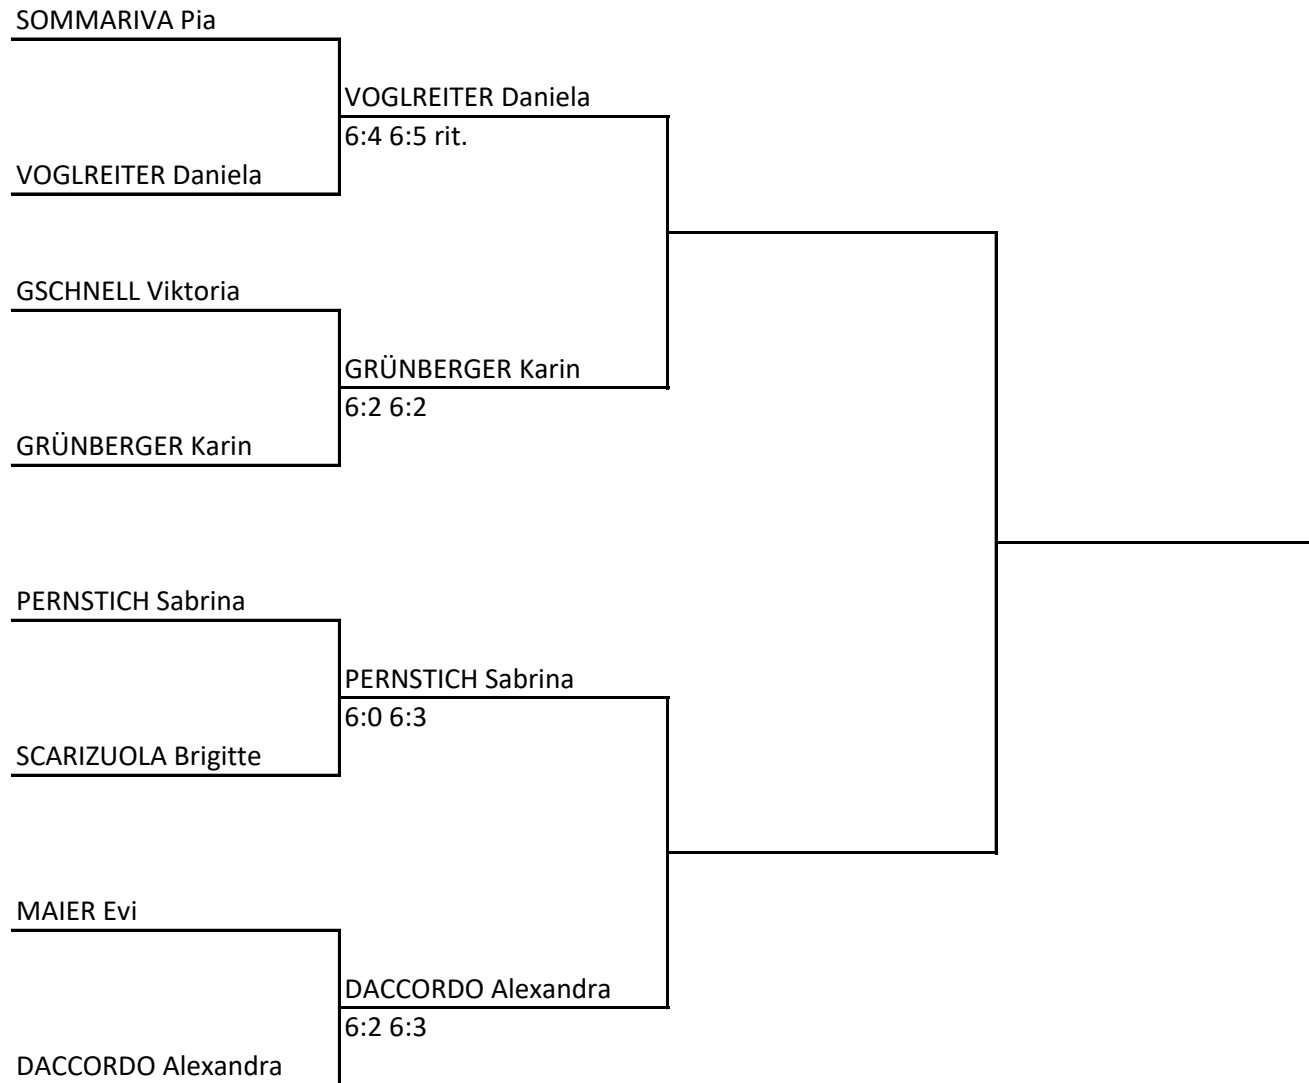 SOMMARIVA Pia
VOGLREITER Daniela
6:4 6:5 rit.
VOGLREITER Daniela
GSCHNELL Viktoria
GRÜNBERGER Karin
6:2 6:2
GRÜNBERGER Karin
PERNSTICH Sabrina
PERNSTICH Sabrina
6:0 6:3
SCARIZUOLA Brigitte
MAIER Evi
DACCORDO Alexandra
6:2 6:3
DACCORDO Alexandra